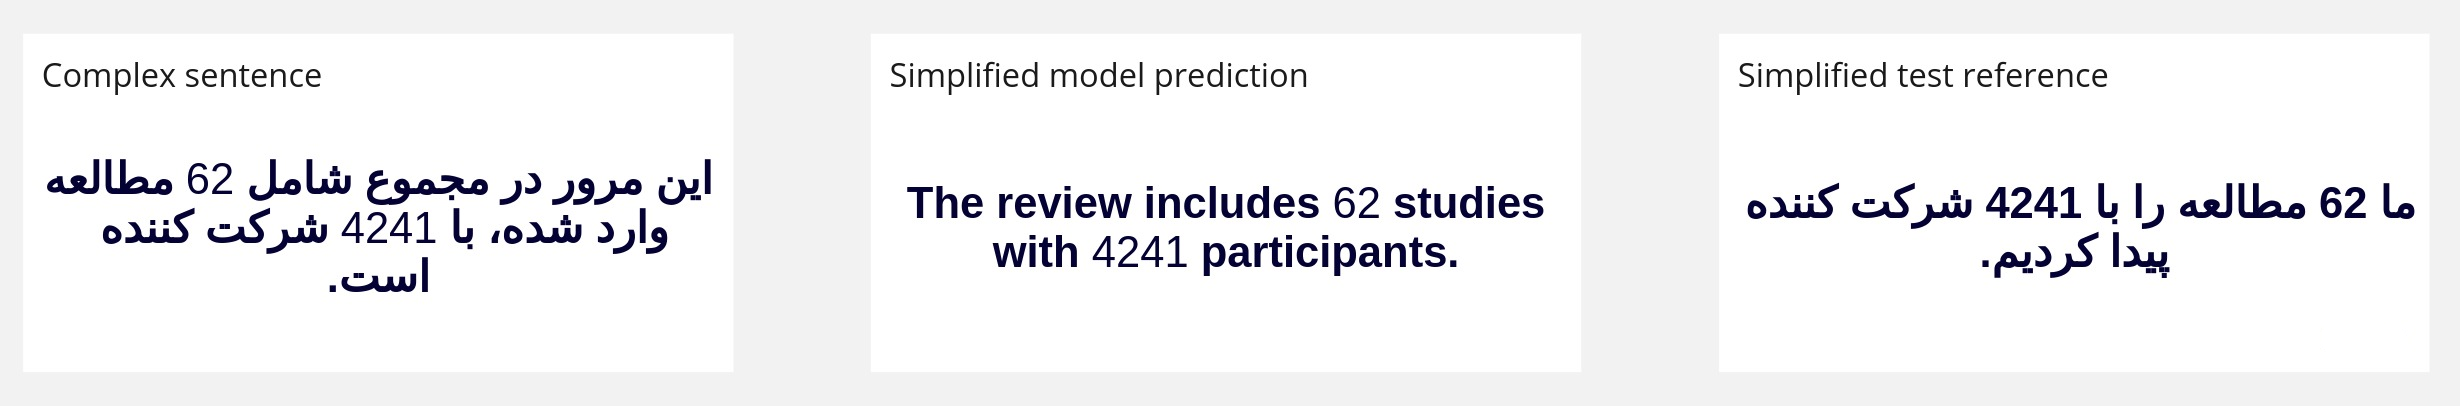 Complex sentence
این مرور در مجموع شامل 62 مطالعه
وارد شده، با 4241 شرکت کننده
است.
Simplified model prediction
The review includes 62 studies
with 4241 participants.
Simplified test reference
ما 62 مطالعه را با 4241 شرکت کننده
پیدا کردیم.